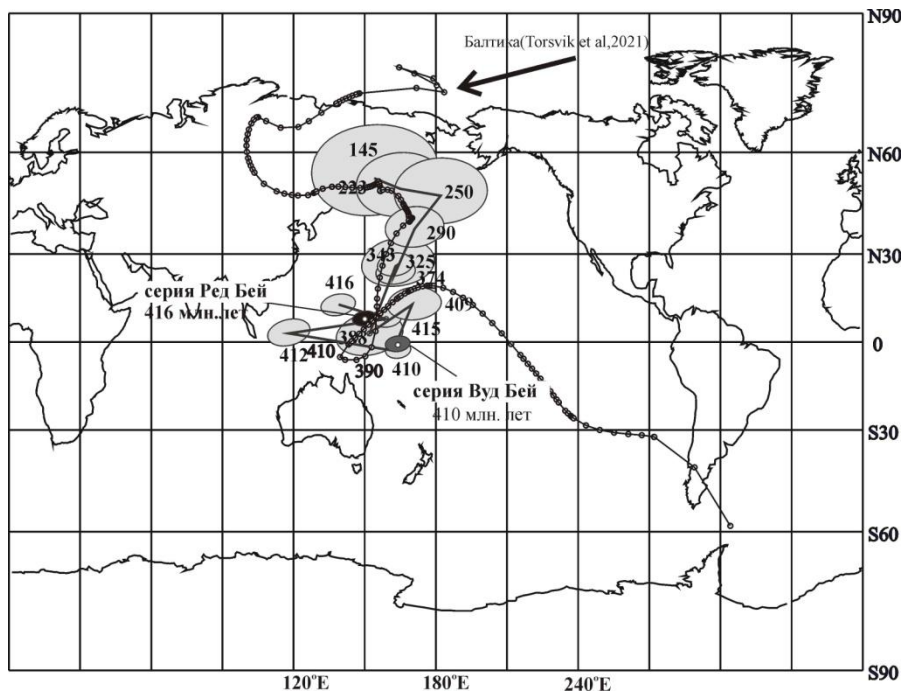 N90
Балтика(Torsvik et al,2021)
N60
145
223
250
290
N30
343
325
374
416
409
серия Ред Бей
416 млн.лет
415
388
412
410
410
390
0
серия Вуд Бей
410 млн. лет
S30
S60
S90
120°E
180°E
240°E